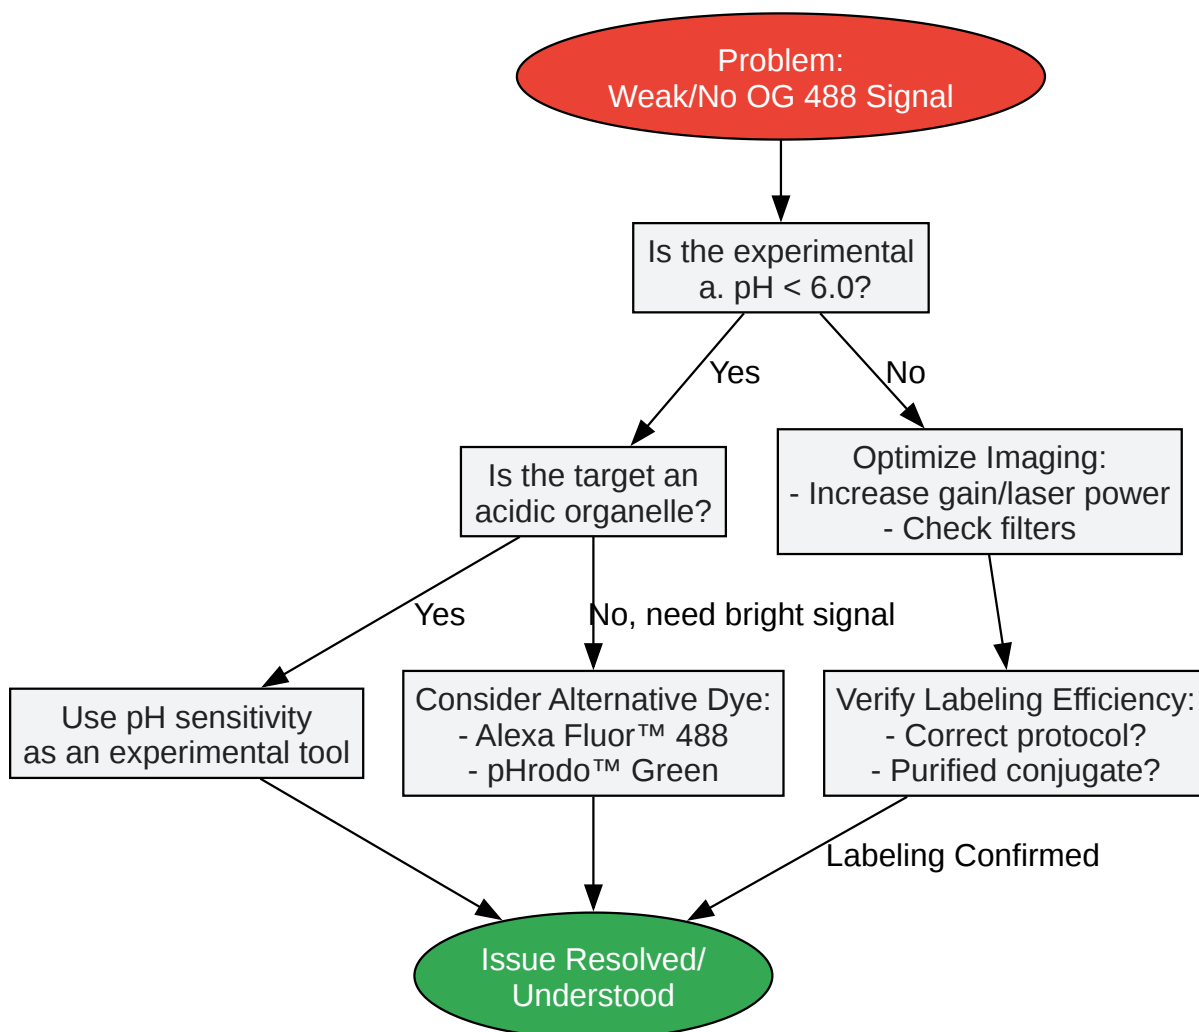 Problem:
Weak/No OG 488 Signal
Is the experimental
a. pH < 6.0?
Yes
No
Is the target an
acidic organelle?
Optimize Imaging:
- Increase gain/laser power
- Check filters
Yes
No, need bright signal
Use pH sensitivity
as an experimental tool
Consider Alternative Dye:
- Alexa Fluor™ 488
- pHrodo™ Green
Verify Labeling Efficiency:
- Correct protocol?
- Purified conjugate?
Labeling Confirmed
Issue Resolved/
Understood